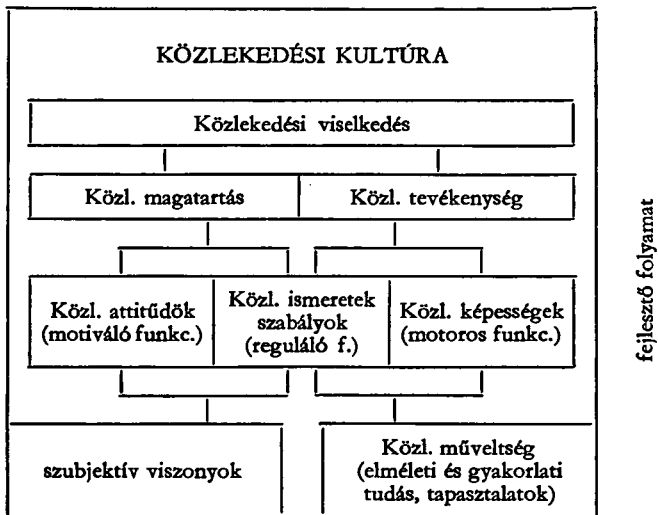 KÖZLEKEDÉSI KULTÚRA
Közlekedési viselkedés
Közl. magatartás
Közl. tevékenység
Közl. attitűdök
(motiváló funkc.)
Közl. ismeretek
szabályok
(reguláló f.)
Közl. képességek
(motoros funkc.)
szubjektív viszonyok
Közl. műveltség
(elméleti és gyakorlati
tudás, tapasztalatok)
fejlesztő folyamat